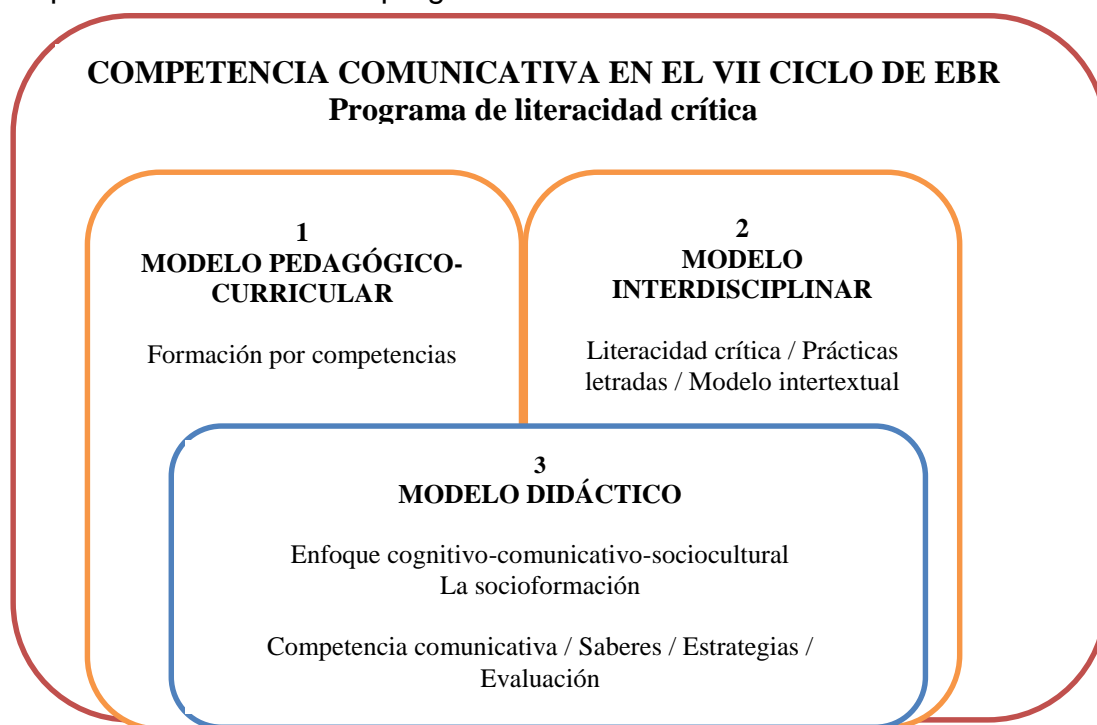 COMPETENCIA COMUNICATIVA EN EL VII CICLO DE EBR
Programa de literacidad crítica
1
MODELO PEDAGÓGICO-
CURRICULAR
Formación por competencias
2
MODELO
INTERDISCIPLINAR
Literacidad crítica / Prácticas
letradas / Modelo intertextual
3
MODELO DIDÁCTICO
Enfoque cognitivo-comunicativo-sociocultural
La socioformación
Competencia comunicativa / Saberes / Estrategias /
Evaluación